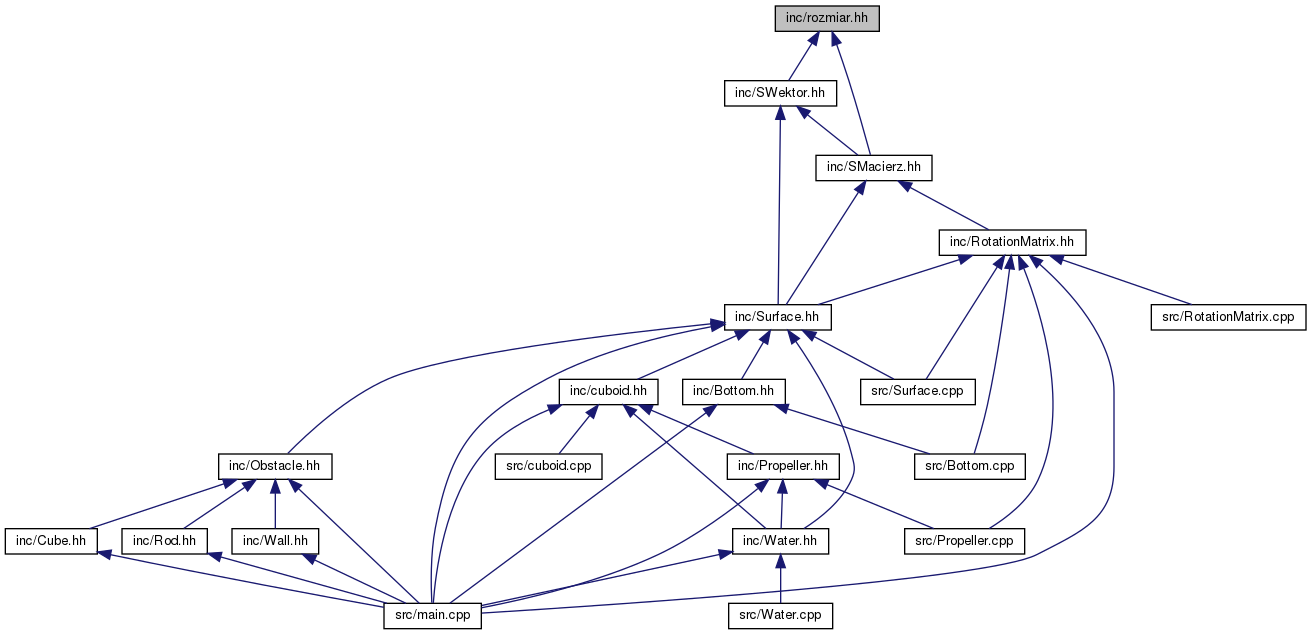 inc/rozmiar.hh
inc/SWektor.hh
inc/SMacierz.hh
inc/RotationMatrix.hh
inc/Surface.hh
src/RotationMatrix.cpp
inc/cuboid.hh
inc/Bottom.hh
src/Surface.cpp
inc/Obstacle.hh
src/cuboid.cpp
inc/Propeller.hh
src/Bottom.cpp
inc/Cube.hh
inc/Rod.hh
inc/Wall.hh
inc/Water.hh
src/Propeller.cpp
src/main.cpp
src/Water.cpp